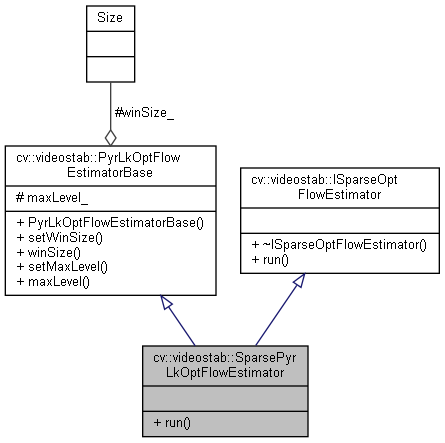 Size
#winSize_
cv::videostab::PyrLkOptFlow
EstimatorBase
# maxLevel_
+ PyrLkOptFlowEstimatorBase()
+ setWinSize()
+ winSize()
+ setMaxLevel()
+ maxLevel()
cv::videostab::ISparseOpt
FlowEstimator
+ ~ISparseOptFlowEstimator()
+ run()
cv::videostab::SparsePyr
LkOptFlowEstimator
+ run()